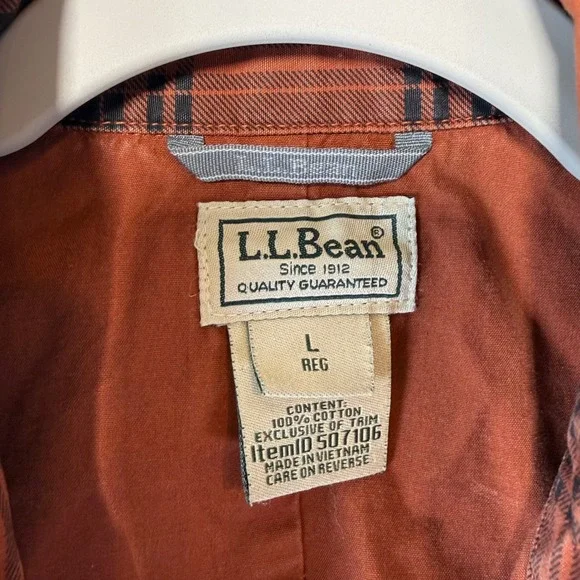 L.L.Bean®
Since 1912
QUALITY GUARANTEED
L
REG
CONTENT:
100% COTTON
EXCLUSIVE OF TRIM
ItemID 507106
MADE IN VIETNAM
CARE ON REVERSE